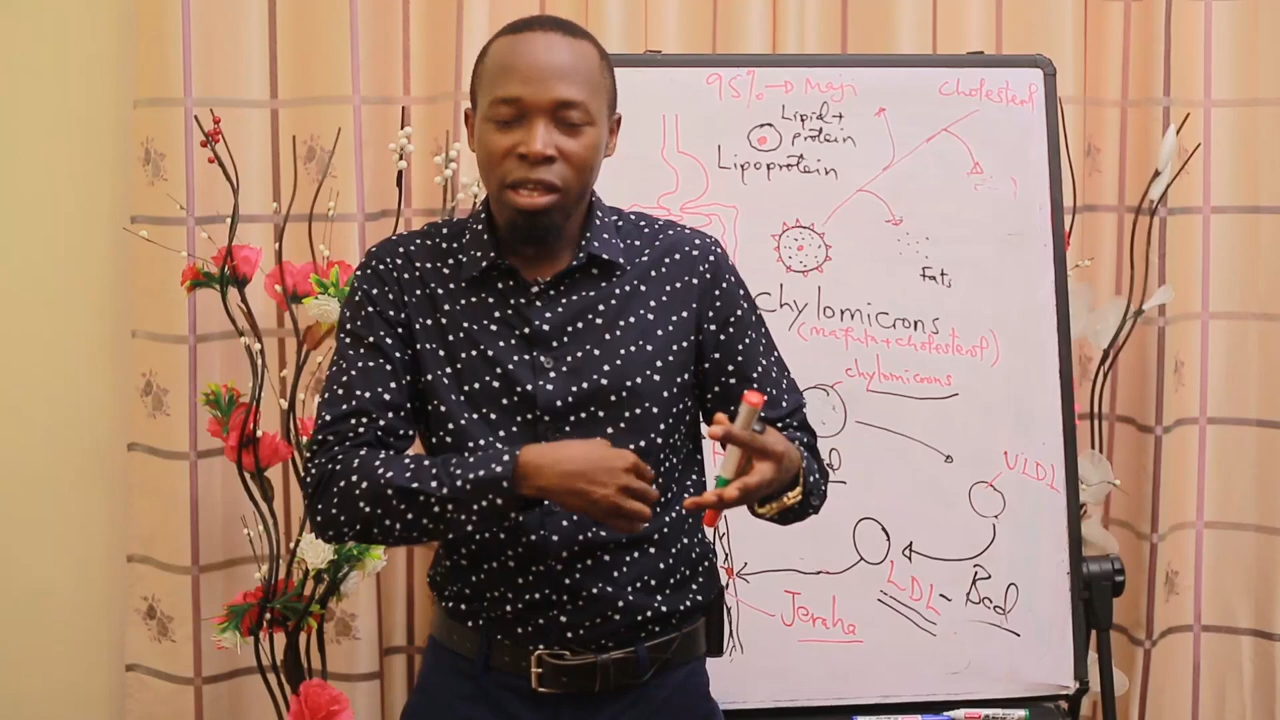 95% → Maji
cholesterol
Lipid +
protein
Lipoprotein
Fats
chylomicrons
(mafuta + cholesterol)
chylomicrons
VLDL
LDL - Bad
Jeraha